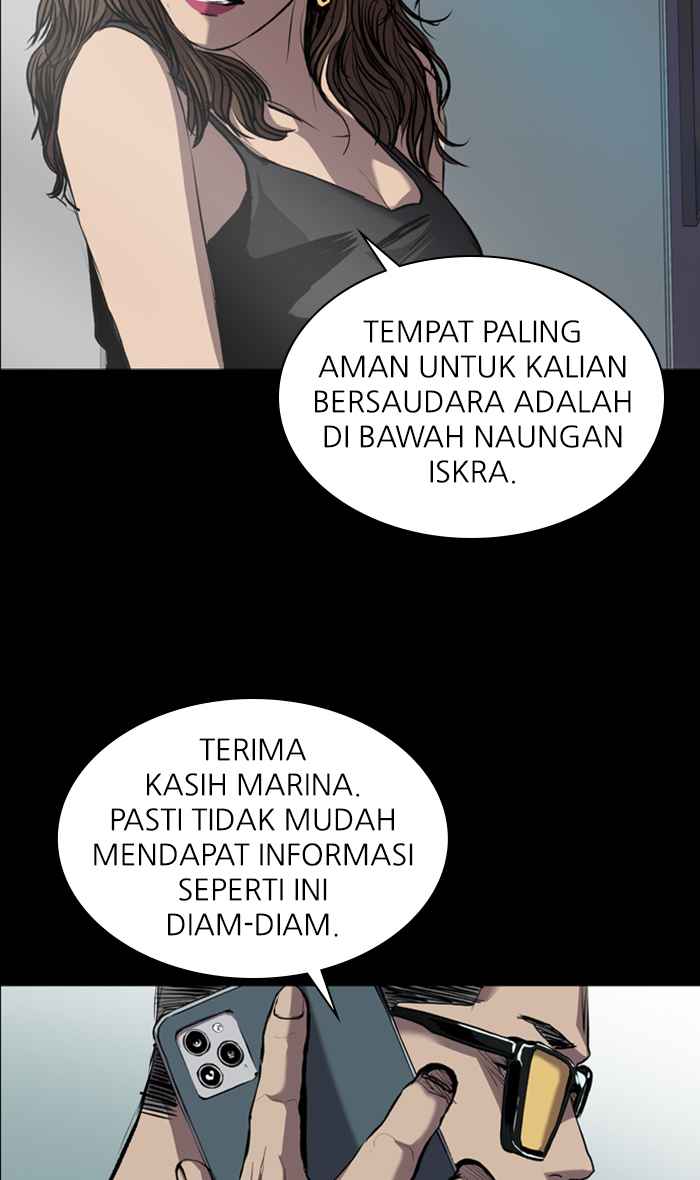 TEMPAT PALING
AMAN UNTUK KALIAN
BERSAUDARA ADALAH
DI BAWAH NAUNGAN
ISKRA.
TERIMA
KASIH MARINA.
PASTI TIDAK MUDAH
MENDAPAT INFORMASI
SEPERTI INI
DIAM-DIAM.